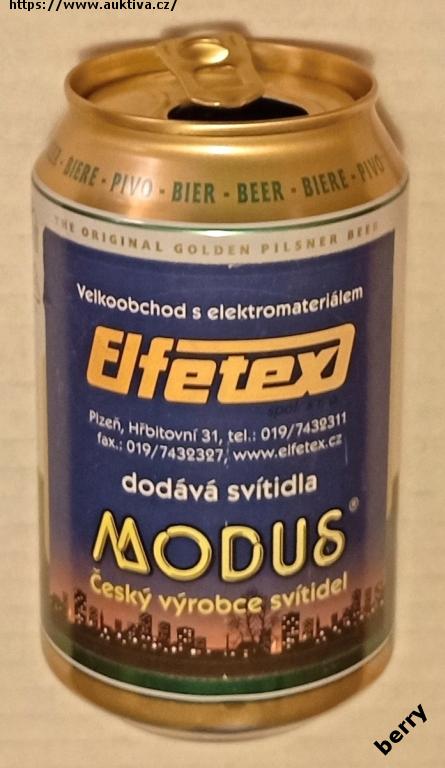 https://www.auktiva.cz/
BIERE - PIVO - BIER - BEER - BIERE - PIVO
THE ORIGINAL GOLDEN PILSNER BEER
Velkoobchod s elektromateriálem
Elfetex
spol. s r. o.
Plzeň, Hřbitovní 31, tel.: 019/7432311
fax.: 019/7432327, www.elfetex.cz
dodává svítidla
MODUS®
Český výrobce svítidel
berry